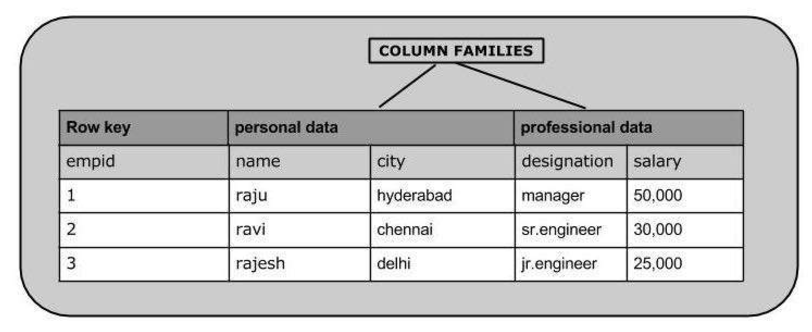 COLUMN FAMILIES
Row key personal data professional data
empid name city designation salary
1 raju hyderabad manager 50,000
2 ravi chennai sr.engineer 30,000
3 rajesh delhi jr.engineer 25,000